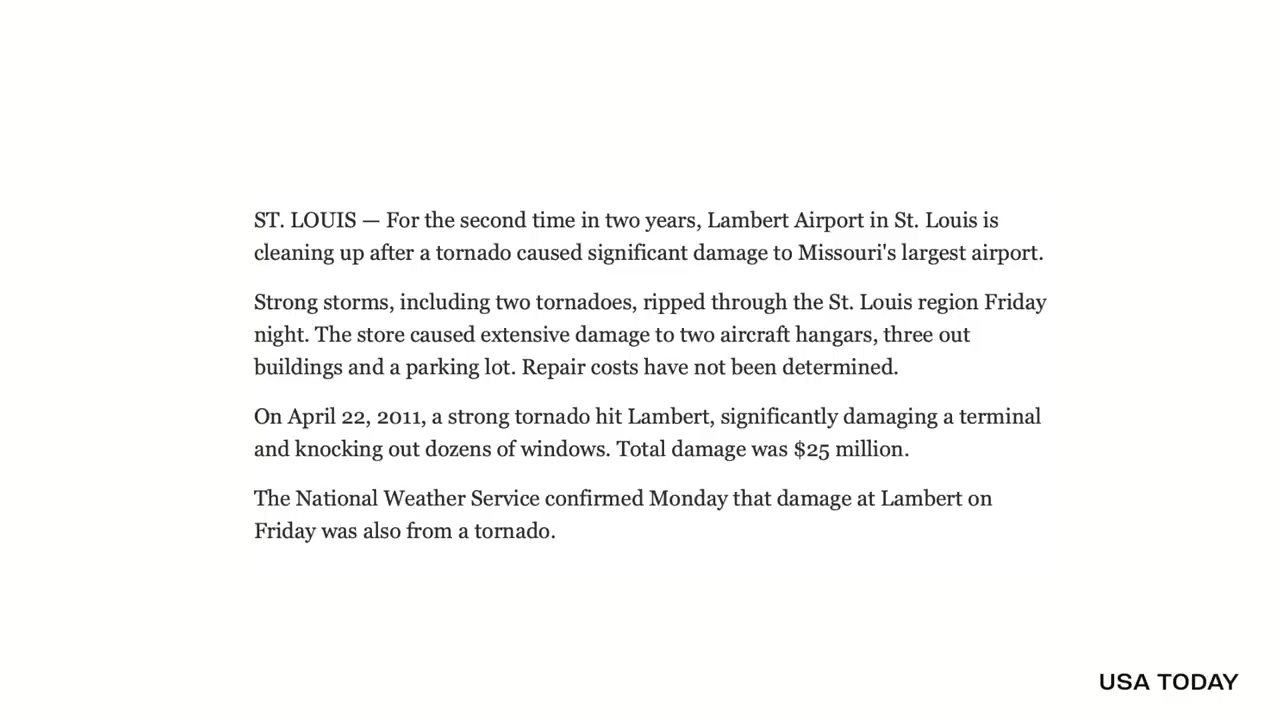 ST. LOUIS — For the second time in two years, Lambert Airport in St. Louis is
cleaning up after a tornado caused significant damage to Missouri's largest airport.
Strong storms, including two tornadoes, ripped through the St. Louis region Friday
night. The store caused extensive damage to two aircraft hangars, three out
buildings and a parking lot. Repair costs have not been determined.
On April 22, 2011, a strong tornado hit Lambert, significantly damaging a terminal
and knocking out dozens of windows. Total damage was $25 million.
The National Weather Service confirmed Monday that damage at Lambert on
Friday was also from a tornado.
USA TODAY